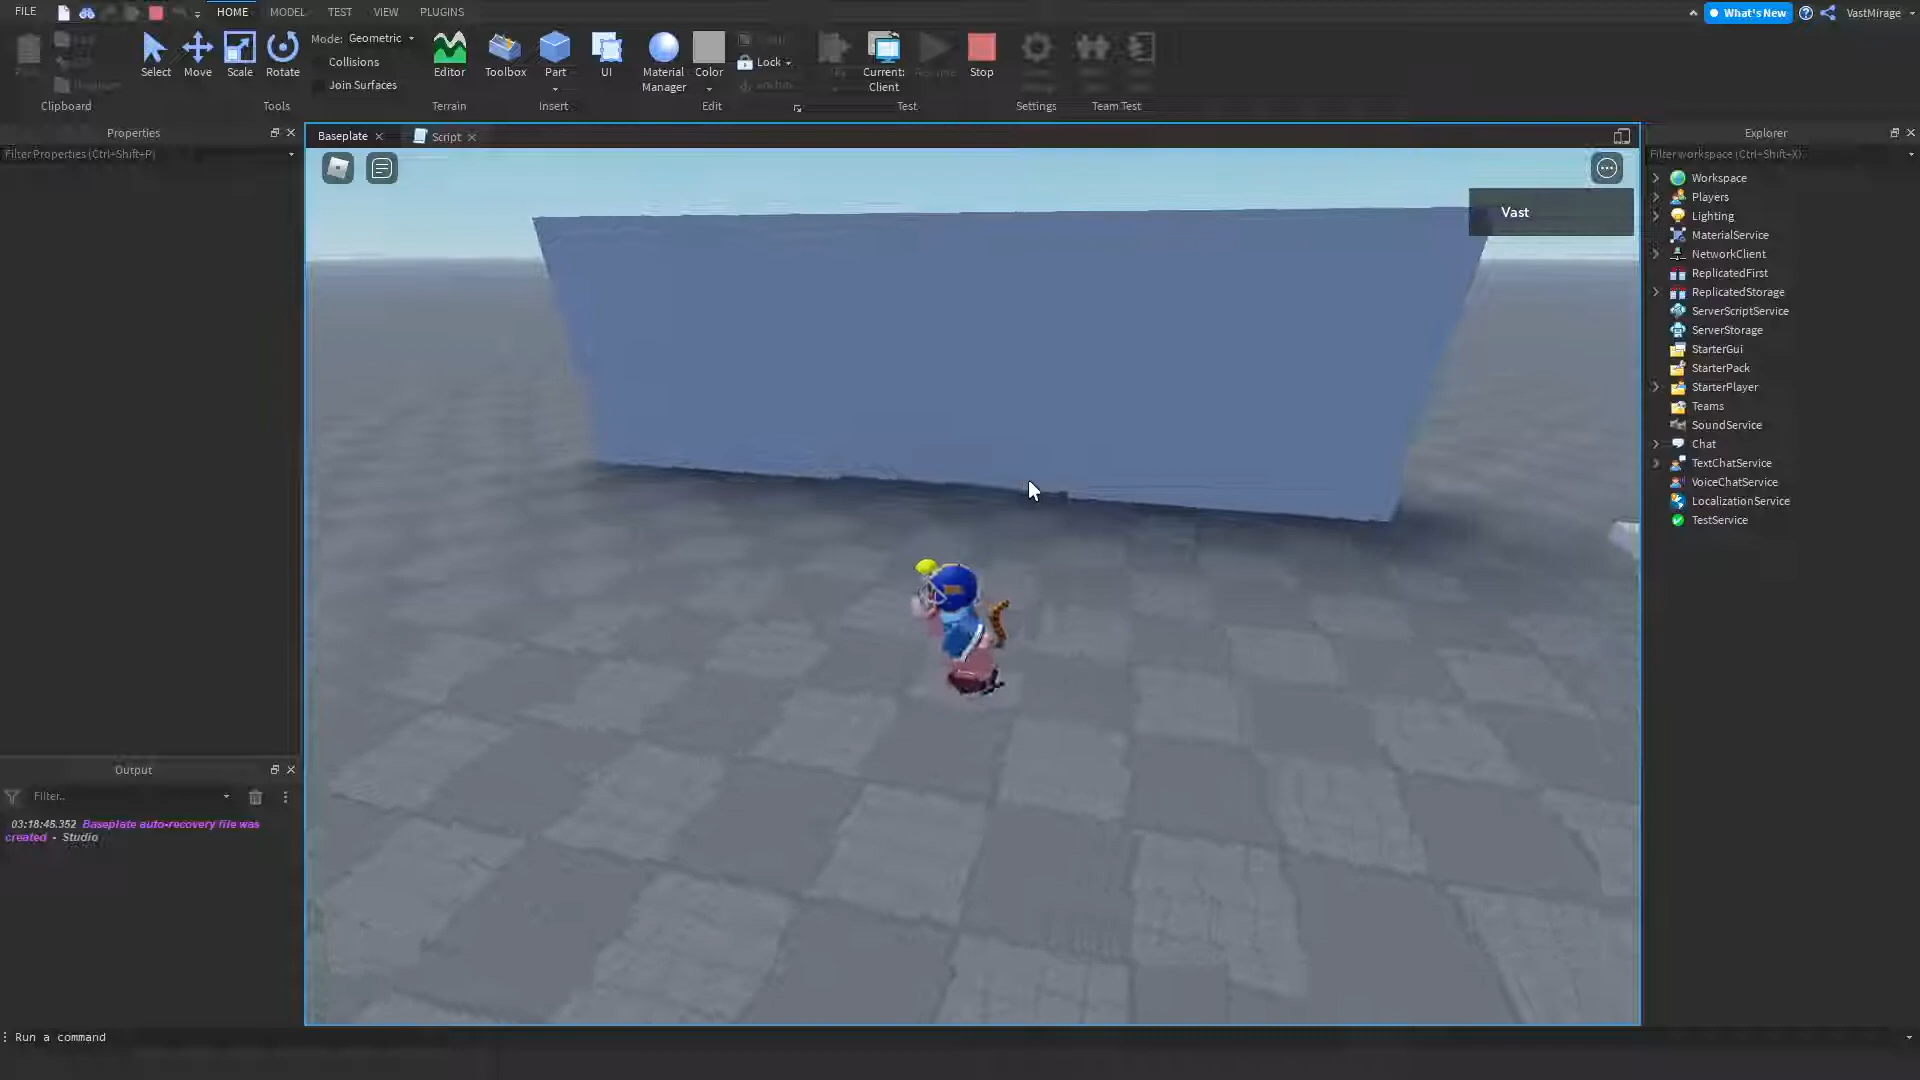 FILE
HOME MODEL TEST VIEW PLUGINS
What's New
VastMirage
Mode: Geometric
Collisions
Join Surfaces
Select Move Scale Rotate
Editor Toolbox Part UI
Material Manager
Color
Lock
Current: Client
Stop
Clipboard Tools Terrain Insert Edit Test Settings Team Test
Properties
Baseplate Script
Explorer
Filter Properties (Ctrl+Shift+P)
Filter workspace (Ctrl+Shift+X)
Vast
Workspace
Players
Lighting
MaterialService
NetworkClient
ReplicatedFirst
ReplicatedStorage
ServerScriptService
ServerStorage
StarterGui
StarterPack
StarterPlayer
Teams
SoundService
Chat
TextChatService
VoiceChatService
LocalizationService
TestService
Output
Filter...
03:18:45.352 Baseplate auto-recovery file was
created - Studio
Run a command